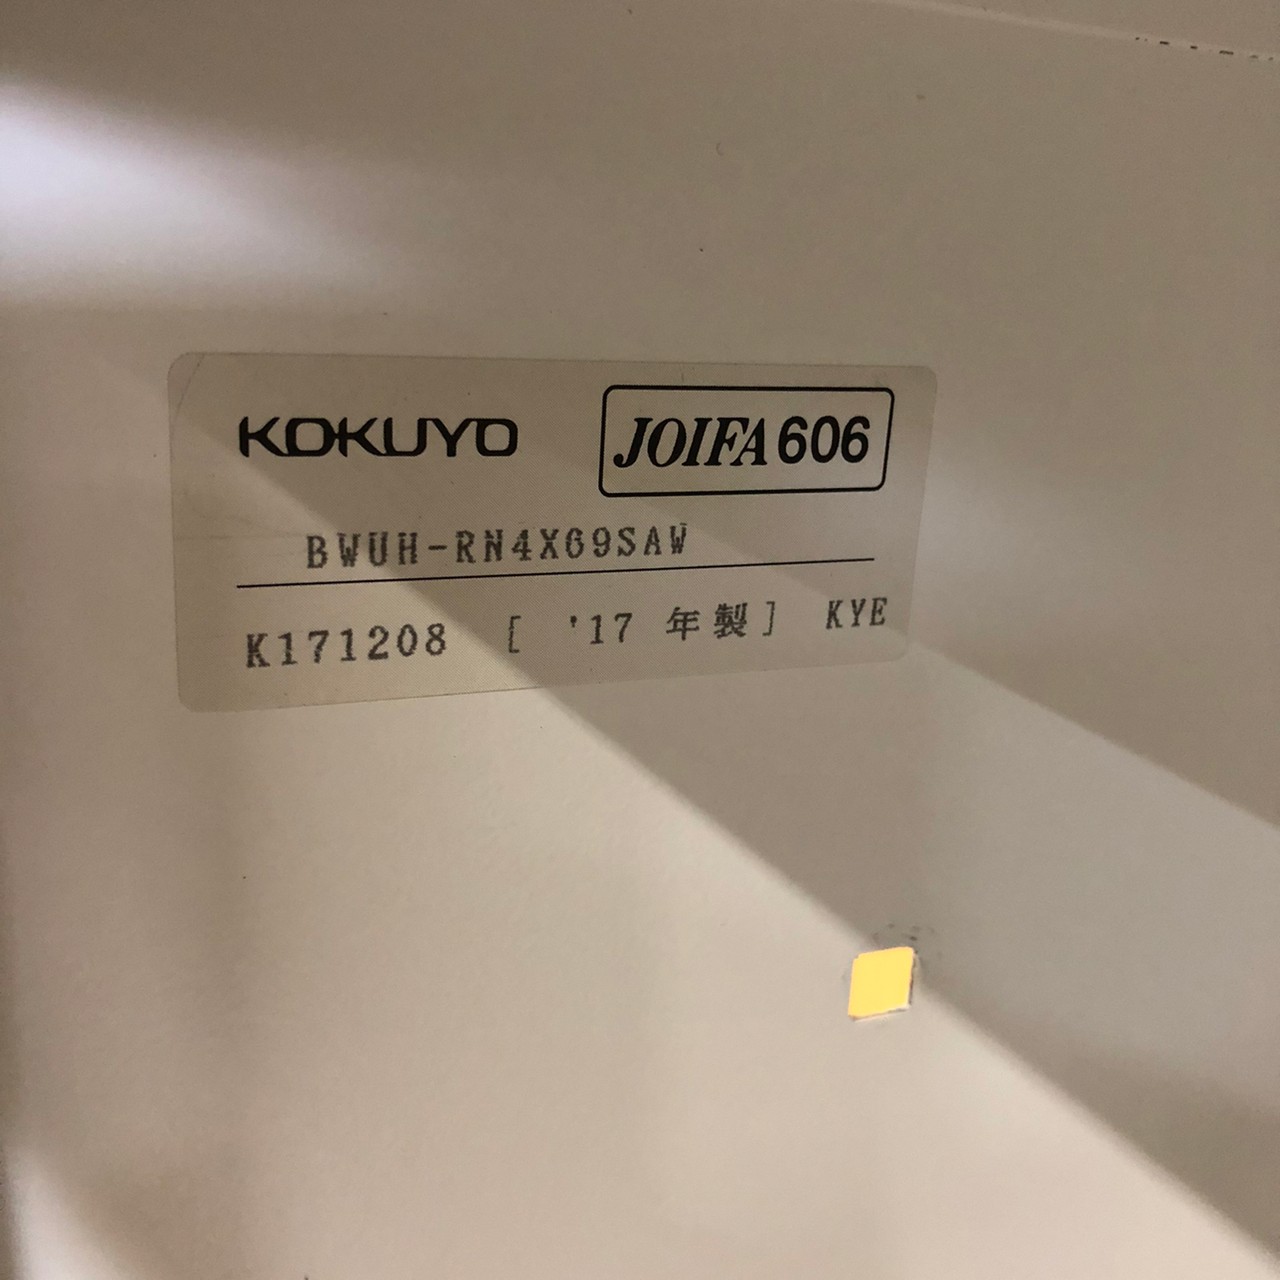 KOKUYO JOIFA606
BWUH-RN4X69SAW
K171208 [ '17 年製] KYE